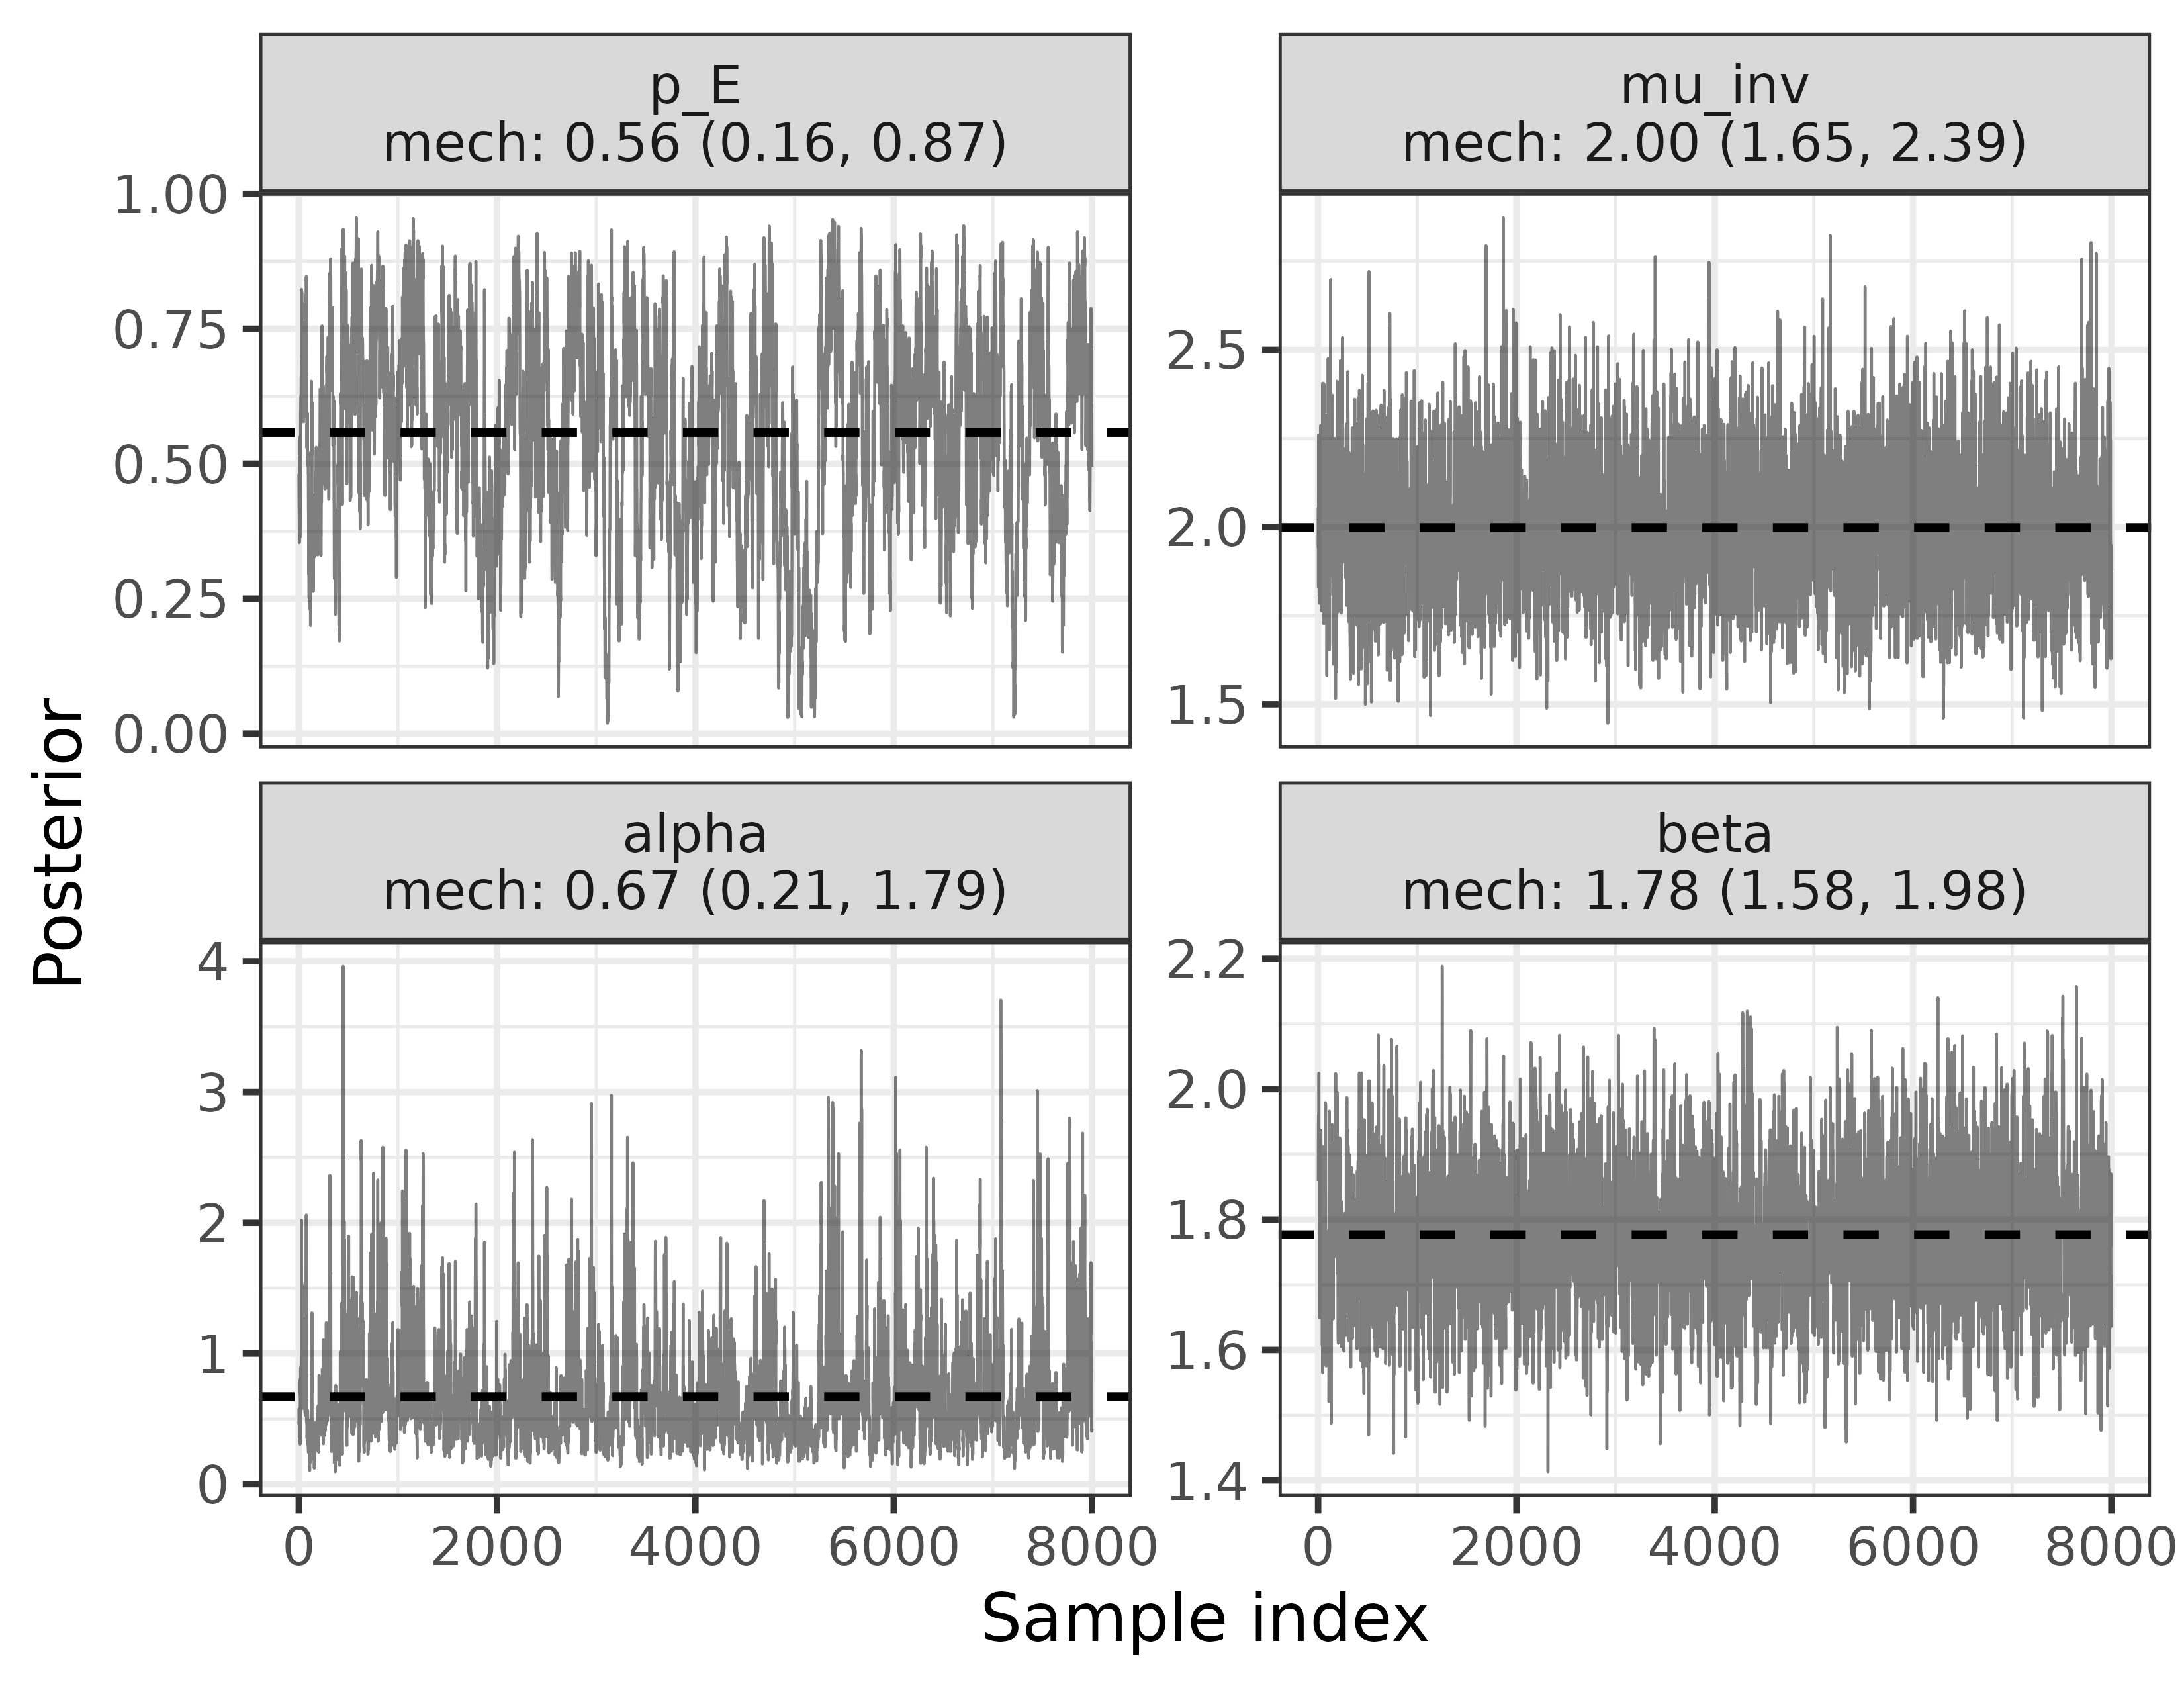 p_E
mech: 0.56 (0.16, 0.87)
mu_inv
mech: 2.00 (1.65, 2.39)
1.00
0.75
0.50
0.25
0.00
2.5
2.0
1.5
alpha
mech: 0.67 (0.21, 1.79)
beta
mech: 1.78 (1.58, 1.98)
4
3
2
1
0
2.2
2.0
1.8
1.6
1.4
0 2000 4000 6000 8000
0 2000 4000 6000 8000
Posterior
Sample index